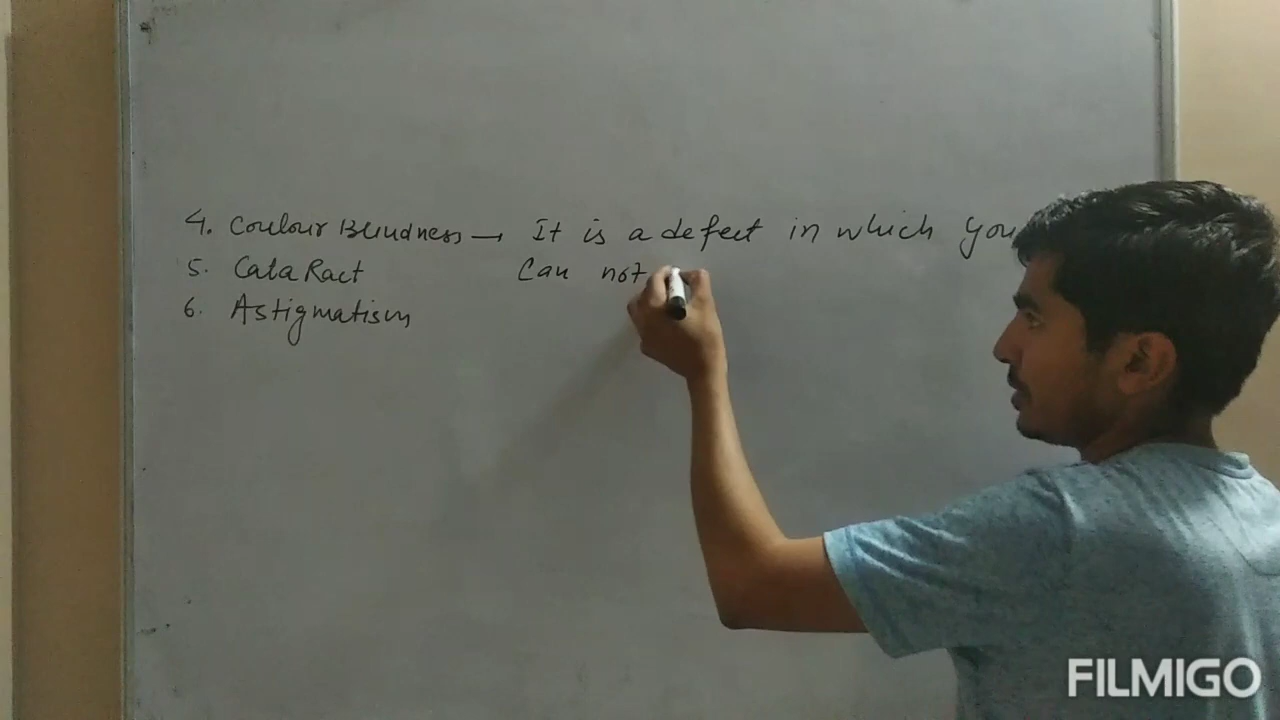 4. Coulour Blindness → It is a defect in which you
can not
5. CataRact
6. Astigmatism
FILMIGO